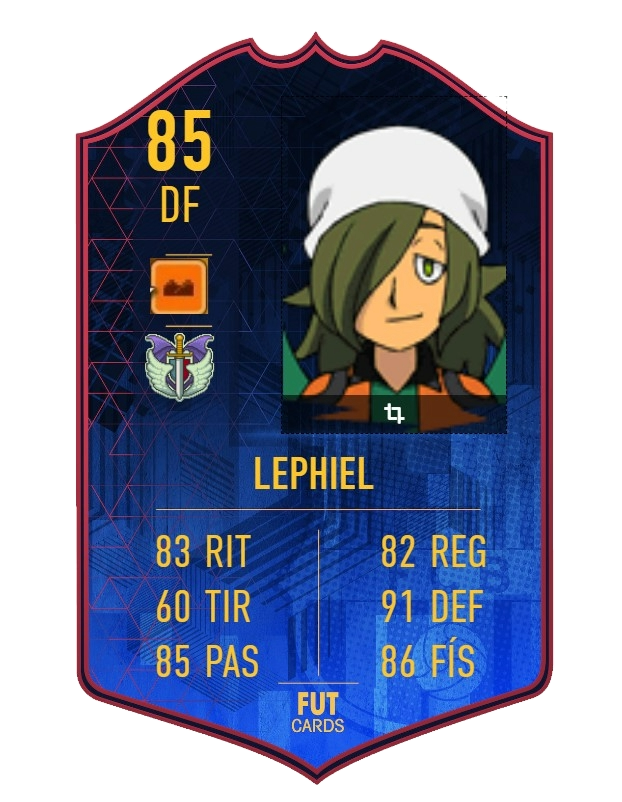 85
DF
LEPHIEL
83 RIT
82 REG
60 TIR
91 DEF
85 PAS
86 FÍS
FUT
CARDS